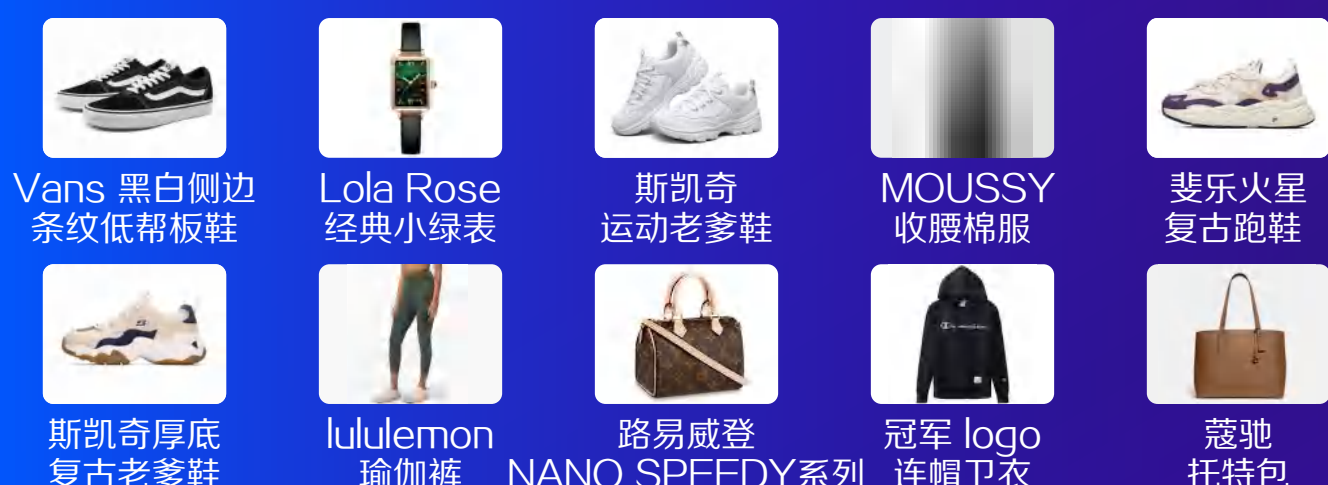 Vans 黑白侧边
条纹低帮板鞋
Lola Rose
经典小绿表
斯凯奇
运动老爹鞋
MOUSSY
收腰棉服
斐乐火星
复古跑鞋
斯凯奇厚底
复古老爹鞋
lululemon
瑜伽裤
路易威登
NANO SPEEDY系列
冠军 logo
连帽卫衣
蔻驰
托特包